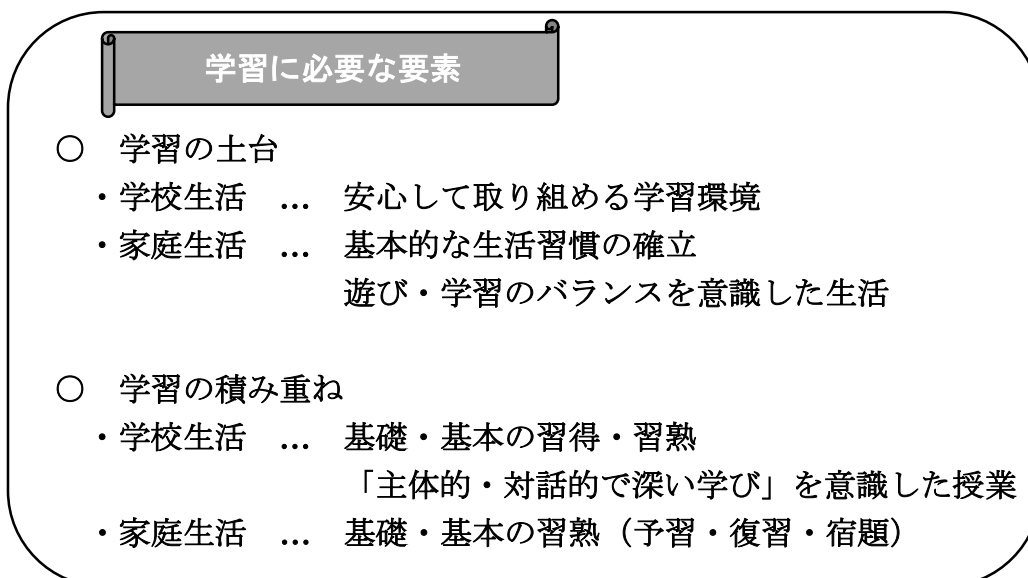 学習に必要な要素
○　学習の土台
・学校生活　…　安心して取り組める学習環境
・家庭生活　…　基本的な生活習慣の確立
遊び・学習のバランスを意識した生活
○　学習の積み重ね
・学校生活　…　基礎・基本の習得・習熟
「主体的・対話的で深い学び」を意識した授業
・家庭生活　…　基礎・基本の習熟（予習・復習・宿題）